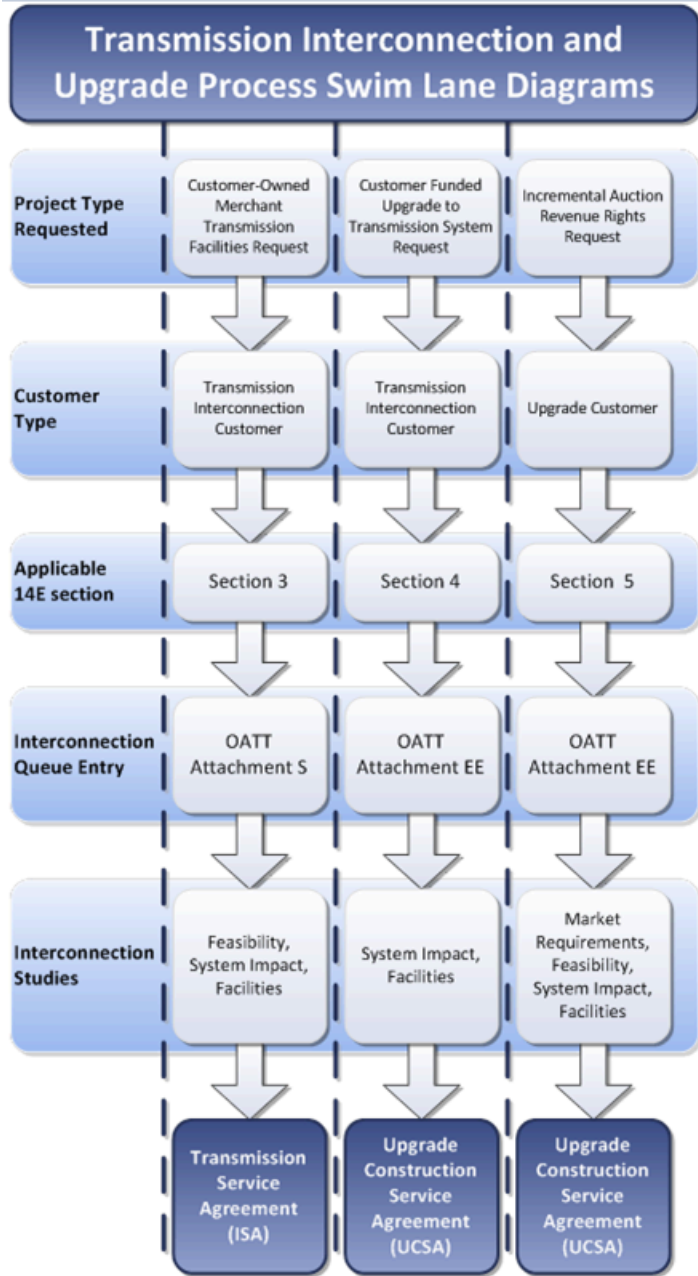 Transmission Interconnection and
Upgrade Process Swim Lane Diagrams
Project Type
Requested
Customer-Owned
Merchant
Transmission
Facilities Request
Customer Funded
Upgrade to
Transmission System
Request
Incremental Auction
Revenue Rights
Request
Customer
Type
Transmission
Interconnection
Customer
Transmission
Interconnection
Customer
Upgrade Customer
Applicable
14E section
Section 3
Section 4
Section 5
Interconnection
Queue Entry
OATT
Attachment S
OATT
Attachment EE
OATT
Attachment EE
Interconnection
Studies
Feasibility,
System Impact,
Facilities
System Impact,
Facilities
Market
Requirements,
Feasibility,
System Impact,
Facilities
Transmission
Service
Agreement
(ISA)
Upgrade
Construction
Service
Agreement
(UCSA)
Upgrade
Construction
Service
Agreement
(UCSA)